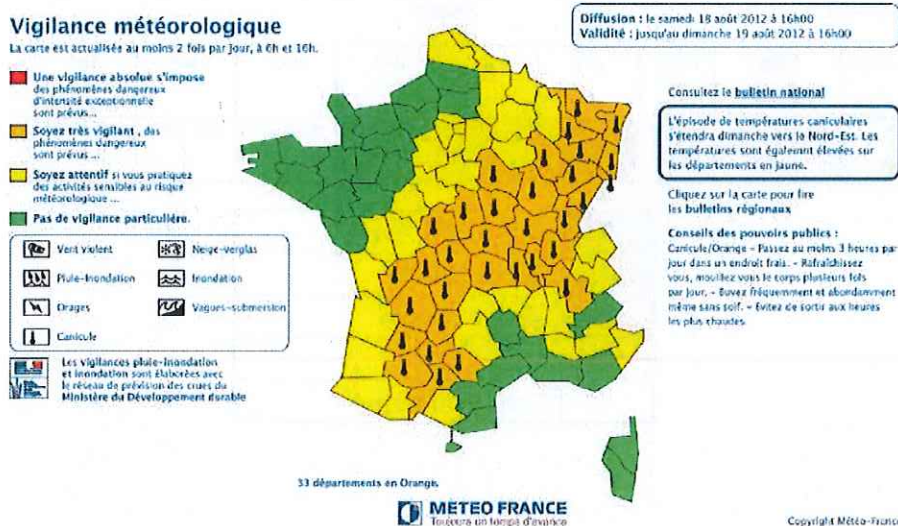 Vigilance météorologique
La carte est actualisée au moins 2 fois par jour, à 6h et 16h.
Diffusion : le samedi 18 août 2012 à 16h00
Validité : jusqu'au dimanche 19 août 2012 à 16h00
Une vigilance absolue s'impose
des phénomènes dangereux
d'intensité exceptionnelle
sont prévus...
Soyez très vigilant, des
phénomènes dangereux
sont prévus ...
Soyez attentif si vous pratiquez
des activités sensibles au risque
météorologique ...
Pas de vigilance particulière.
Vent violent
Neige-verglas
Pluie-Inondation
Inondation
Orages
Vagues-submersion
Canicule
Les vigilances pluie-inondation
et inondation sont élaborées avec
le réseau de prévision des crues du
Ministère du Développement durable
Consultez le bulletin national
L'épisode de températures caniculaires
s'étendra dimanche vers le Nord-Est. Les
températures sont égalemnt élevées sur
les départements en jaune.
Cliquez sur la carte pour lire
les bulletins régionaux
Conseils des pouvoirs publics :
Canicule/Orange - Passez au moins 3 heures par
jour dans un endroit frais. - Rafraîchissez
vous, mouillez vous le corps plusieurs fois
par jour. - Buvez fréquemment et abondamment
même sans soif. - Evitez de sortir aux heures
les plus chaudes.
33 départements en Orange.
METEO FRANCE
Toujours un temps d'avance
Copyright Météo-France